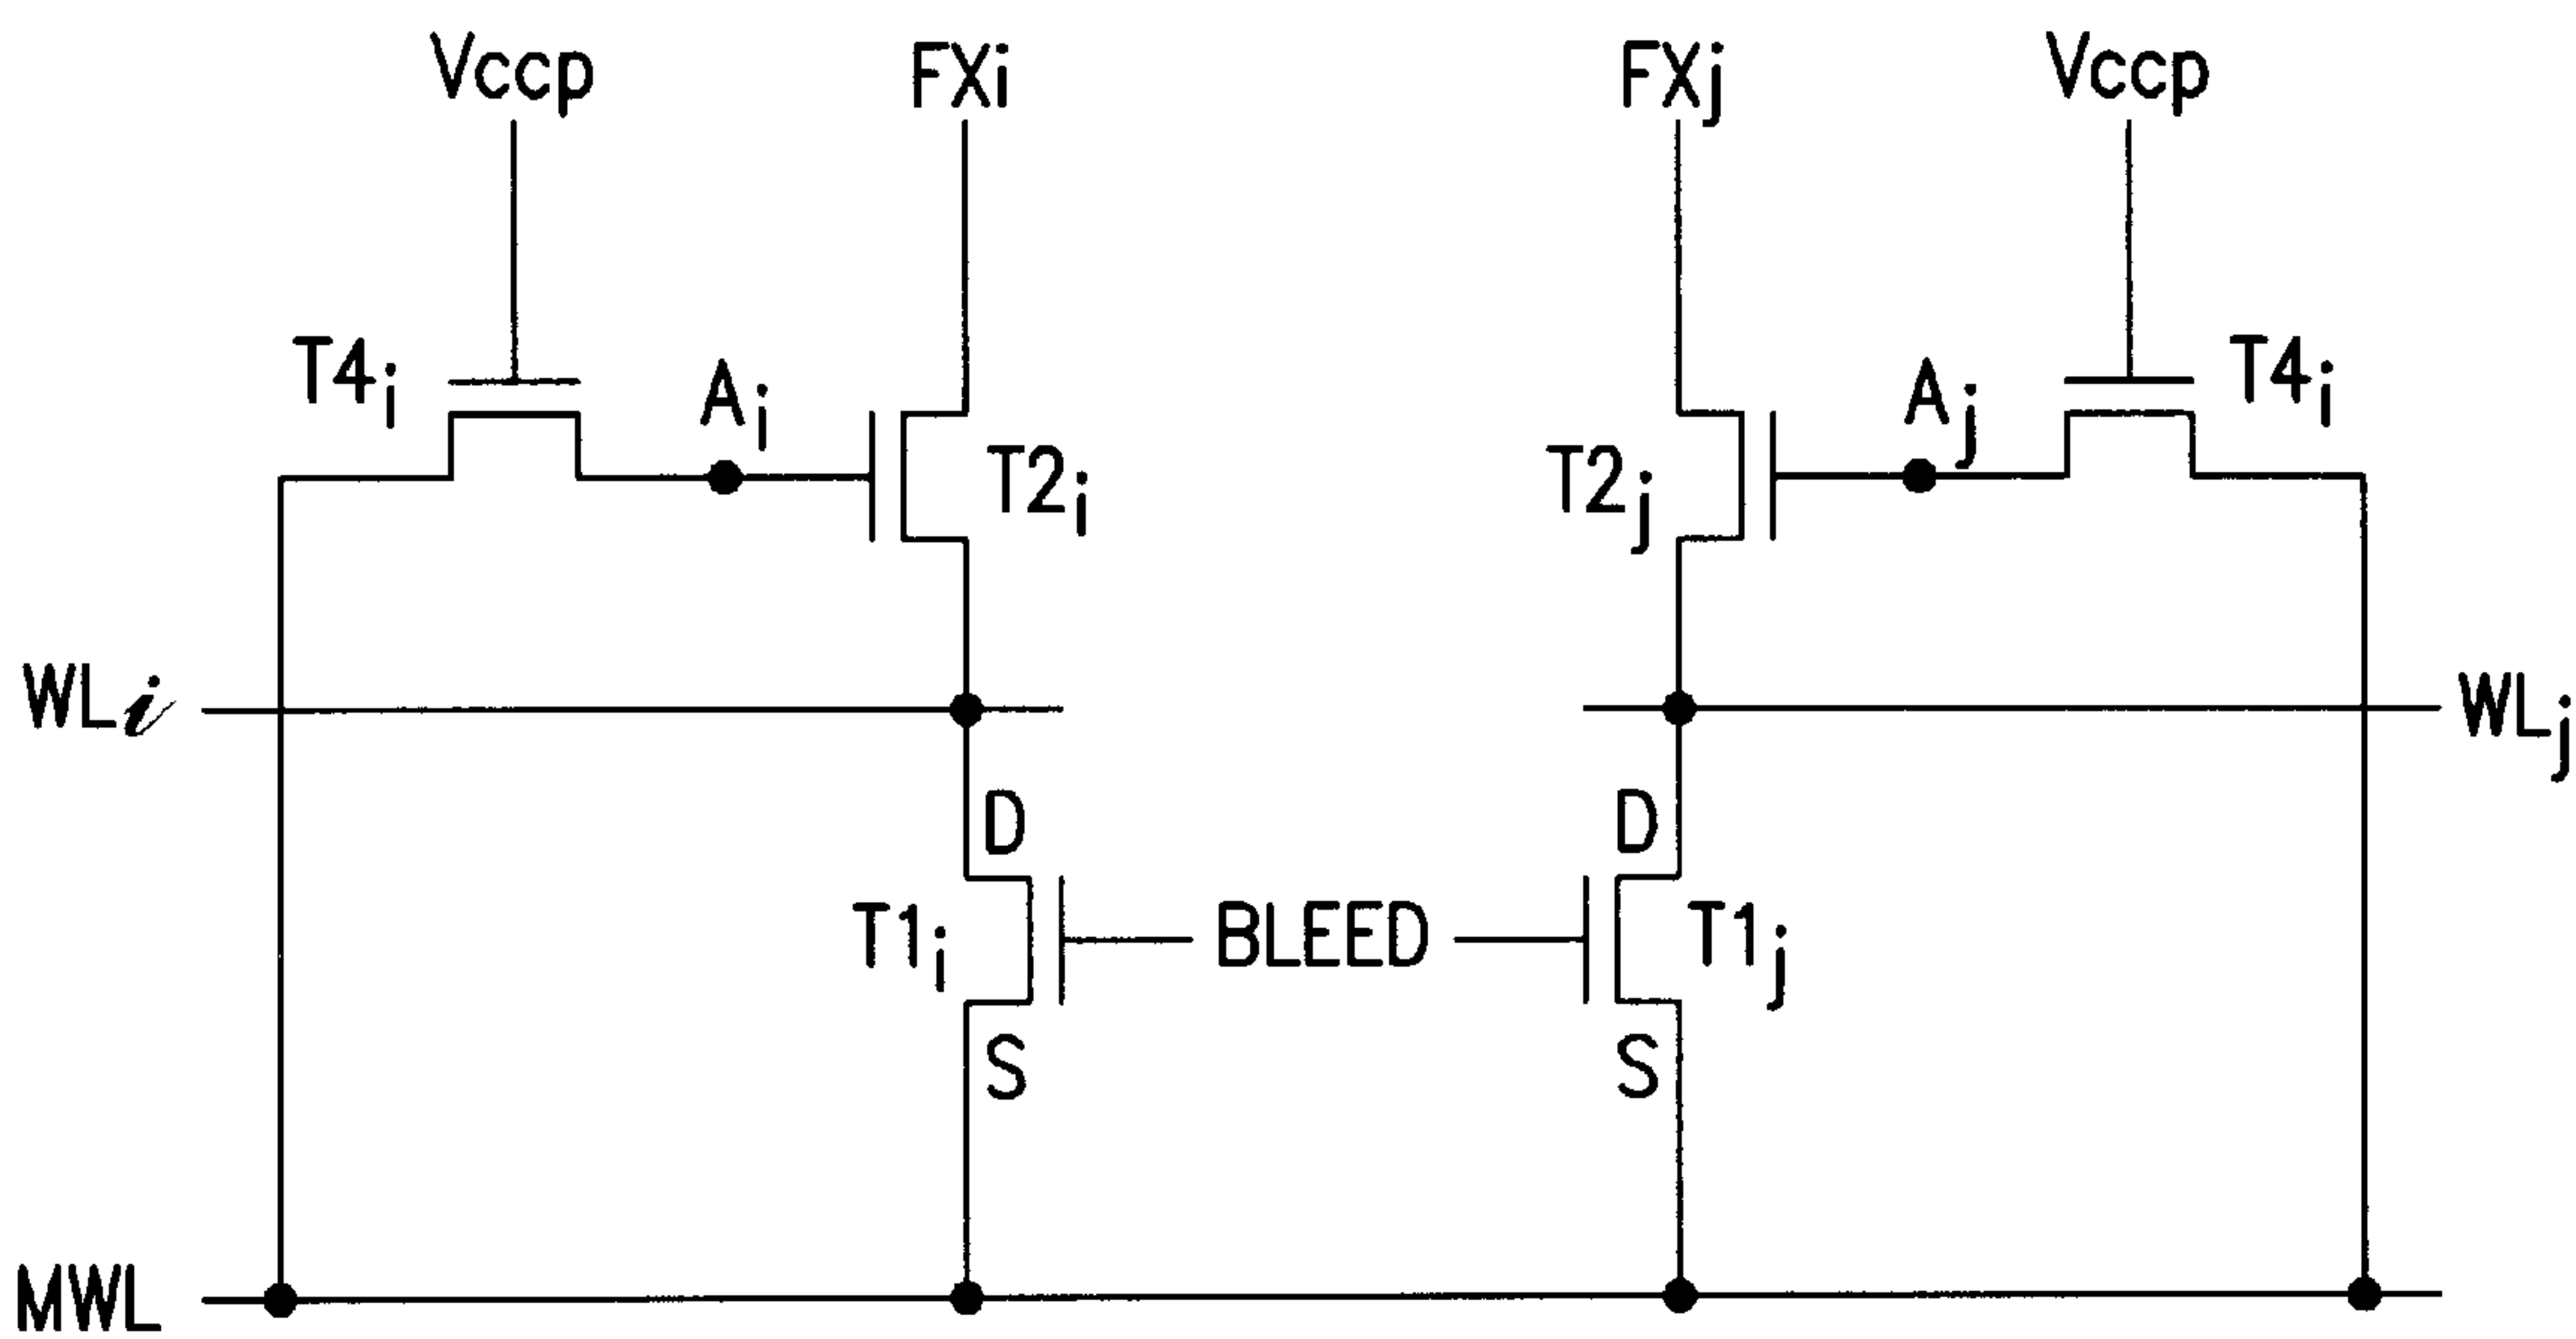 Vccp FXi FXj Vccp
T4i Ai Aj T4i
T2i T2j
WLi WLj
D D
T1i BLEED T1j
S S
MWL